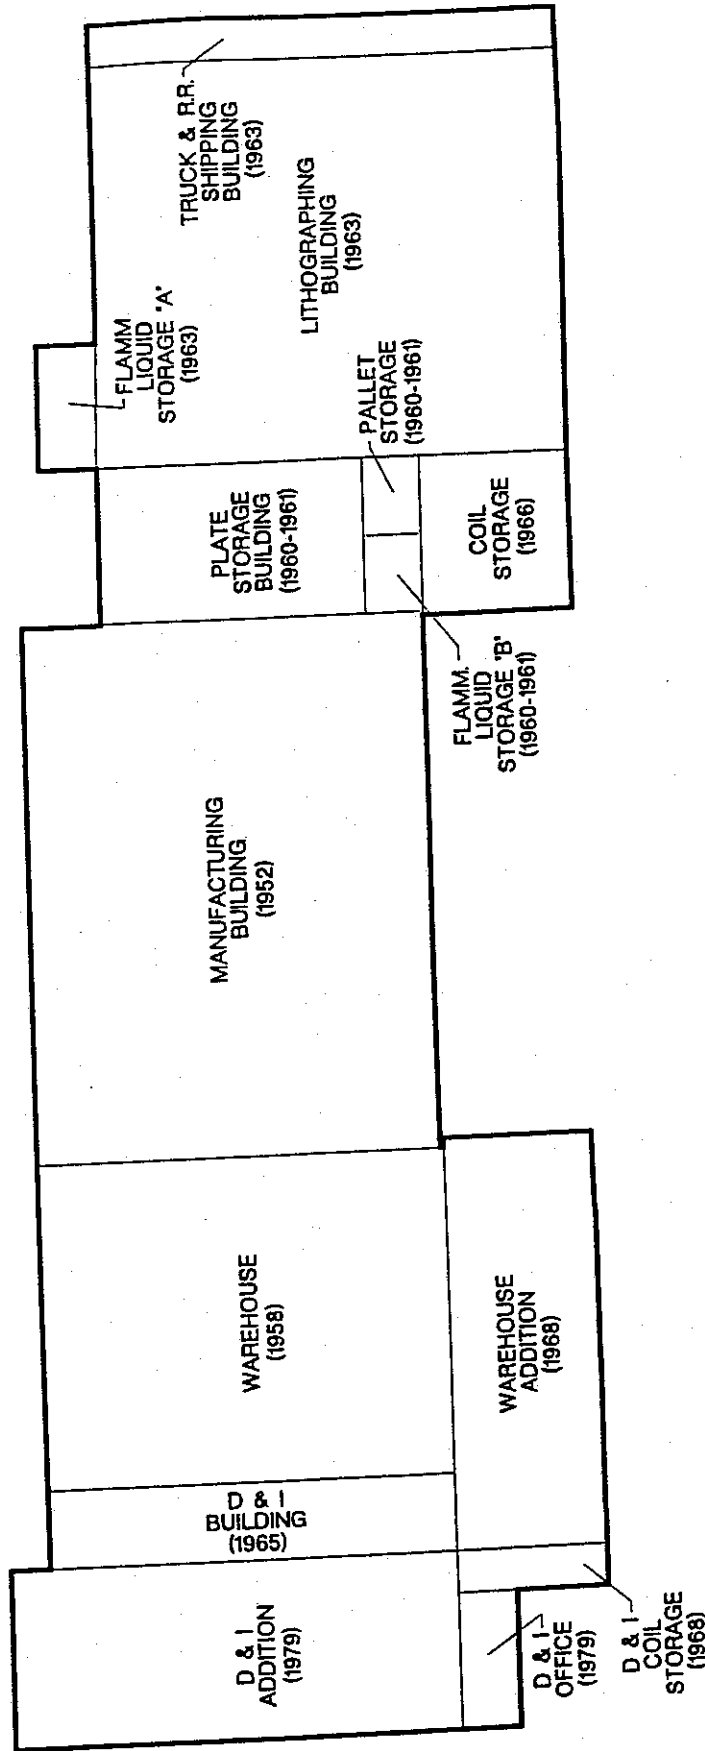 TRUCK & R.R.
SHIPPING
BUILDING
(1963)
LITHOGRAPHING
BUILDING
(1963)
FLAMM
LIQUID
STORAGE "A"
(1963)
PALLET
STORAGE
(1960-1961)
PLATE
STORAGE
BUILDING
(1960-1961)
COIL
STORAGE
(1966)
FLAMM.
LIQUID
STORAGE "B"
(1960-1961)
MANUFACTURING
BUILDING
(1952)
WAREHOUSE
(1958)
WAREHOUSE
ADDITION
(1968)
D & I
BUILDING
(1965)
D & I
ADDITION
(1979)
D & I
OFFICE
(1979)
D & I
COIL
STORAGE
(1968)